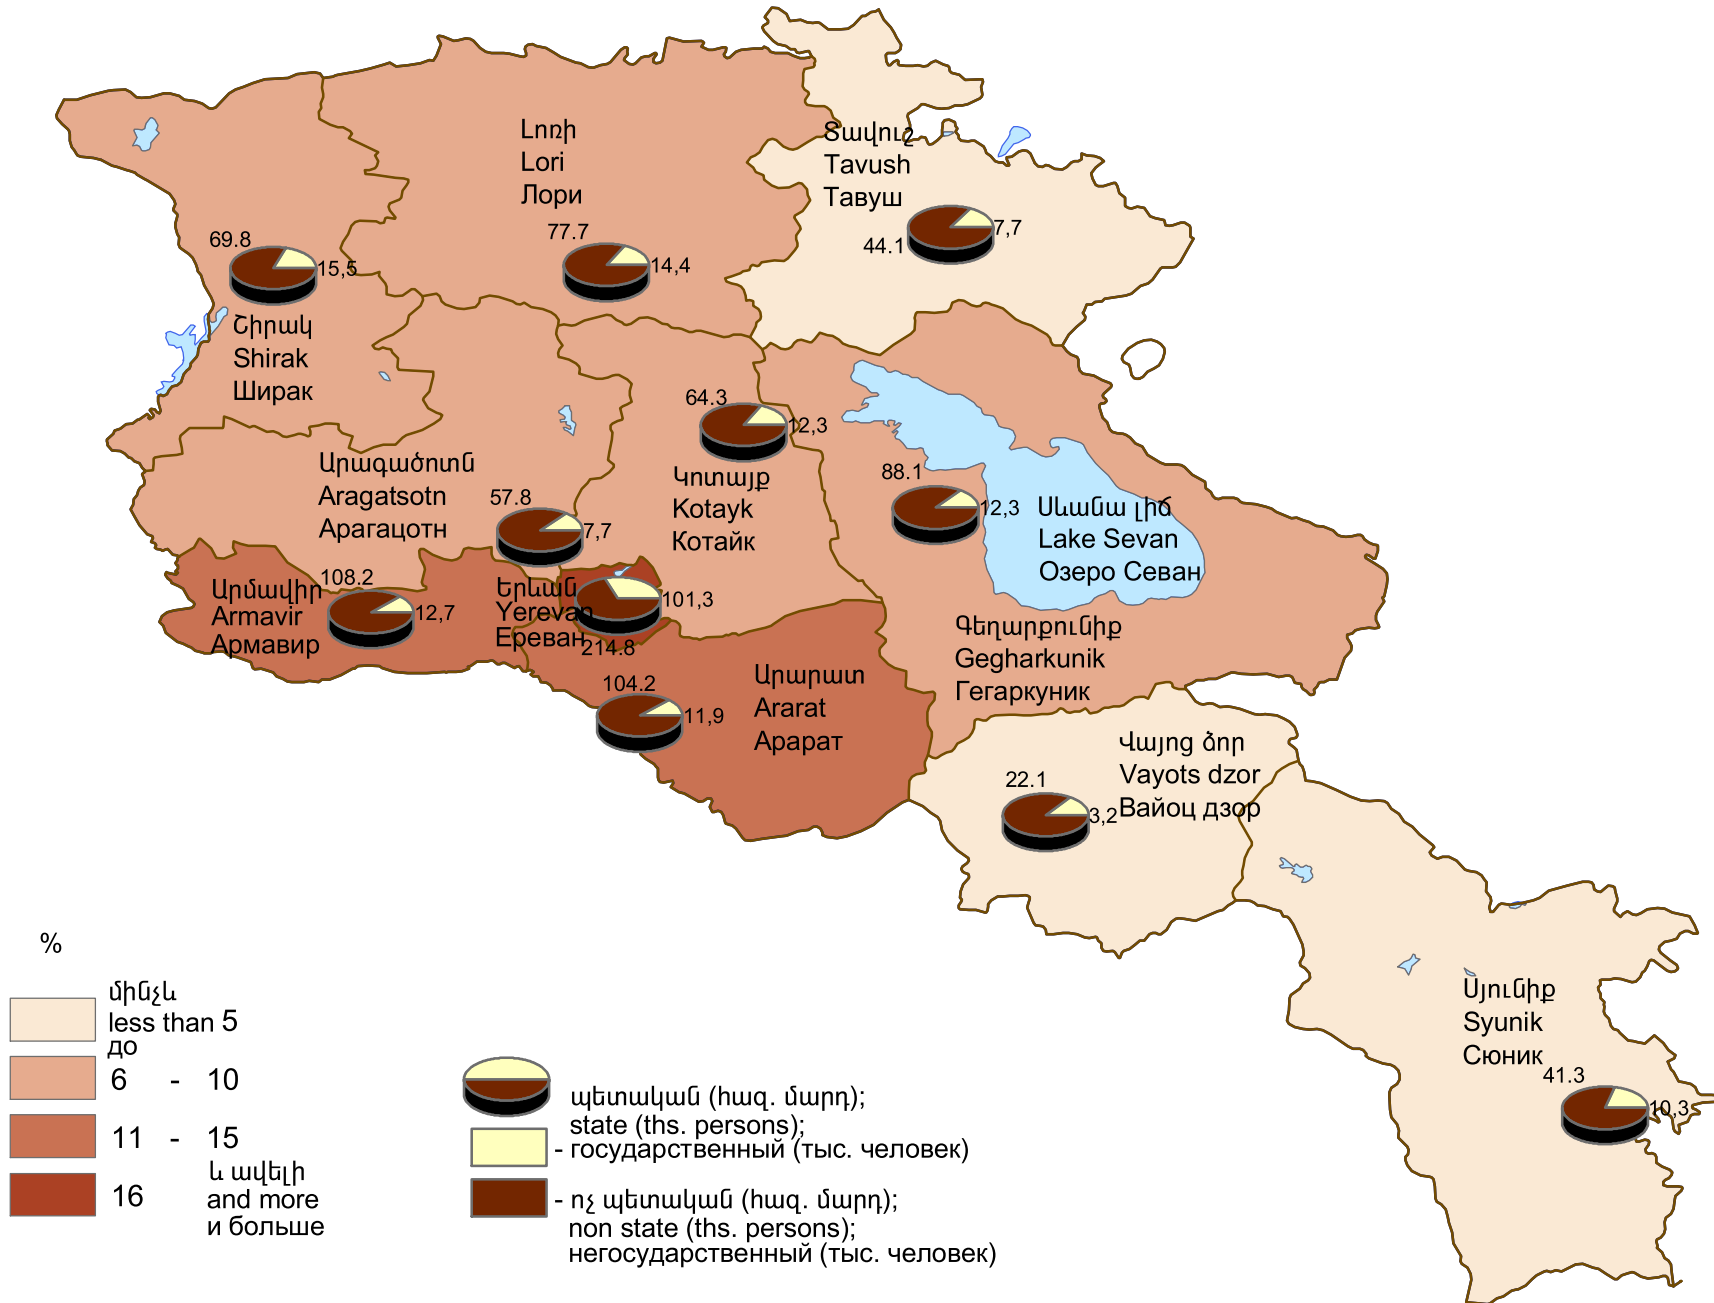 Լոռի
Lori
Лори
77.7
14,4
Տավուշ
Tavush
Тавуш
44.1
7,7
69.8
15,5
Շիրակ
Shirak
Ширак
64.3
12,3
Կոտայք
Kotayk
Котайк
Արագածոտն
Aragatsotn
Арагацотн
57.8
7,7
88.1
12,3
Սևանա լիճ
Lake Sevan
Озеро Севан
Գեղարքունիք
Gegharkunik
Гегаркуник
108.2
12,7
Արմավիր
Armavir
Армавир
Երևան
Yerevan
Ереван
101,3
214.8
104.2
11,9
Արարատ
Ararat
Арарат
Վայոց ձոր
Vayots dzor
Вайоц дзор
22.1
3,2
Սյունիք
Syunik
Сюник
41.3
10,3
%
մինչև
less than 5
до
6 - 10
11 - 15
16
և ավելի
and more
и больше
պետական (հազ. մարդ);
state (ths. persons);
- государственный (тыс. человек)
- ոչ պետական (հազ. մարդ);
non state (ths. persons);
негосударственный (тыс. человек)